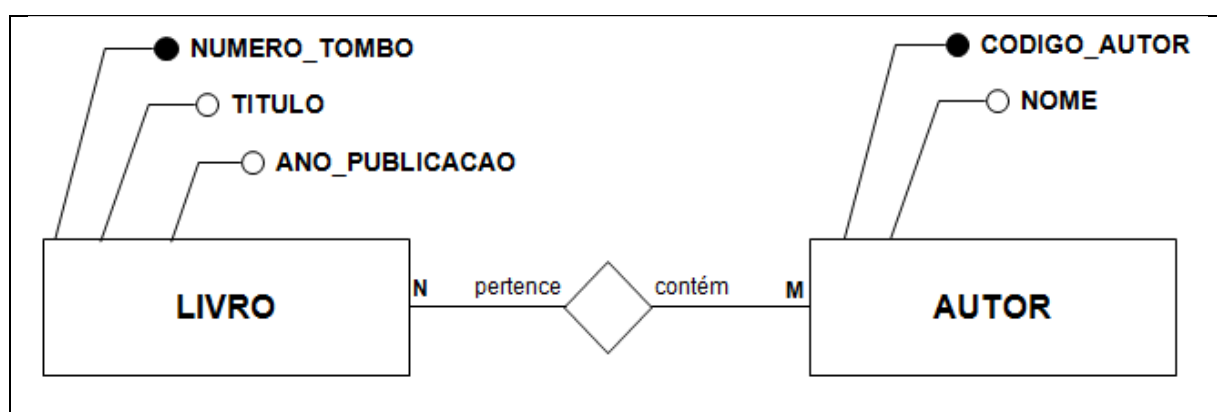 NUMERO_TOMBO
TITULO
ANO_PUBLICACAO
LIVRO
N
pertence
contém
M
CODIGO_AUTOR
NOME
AUTOR